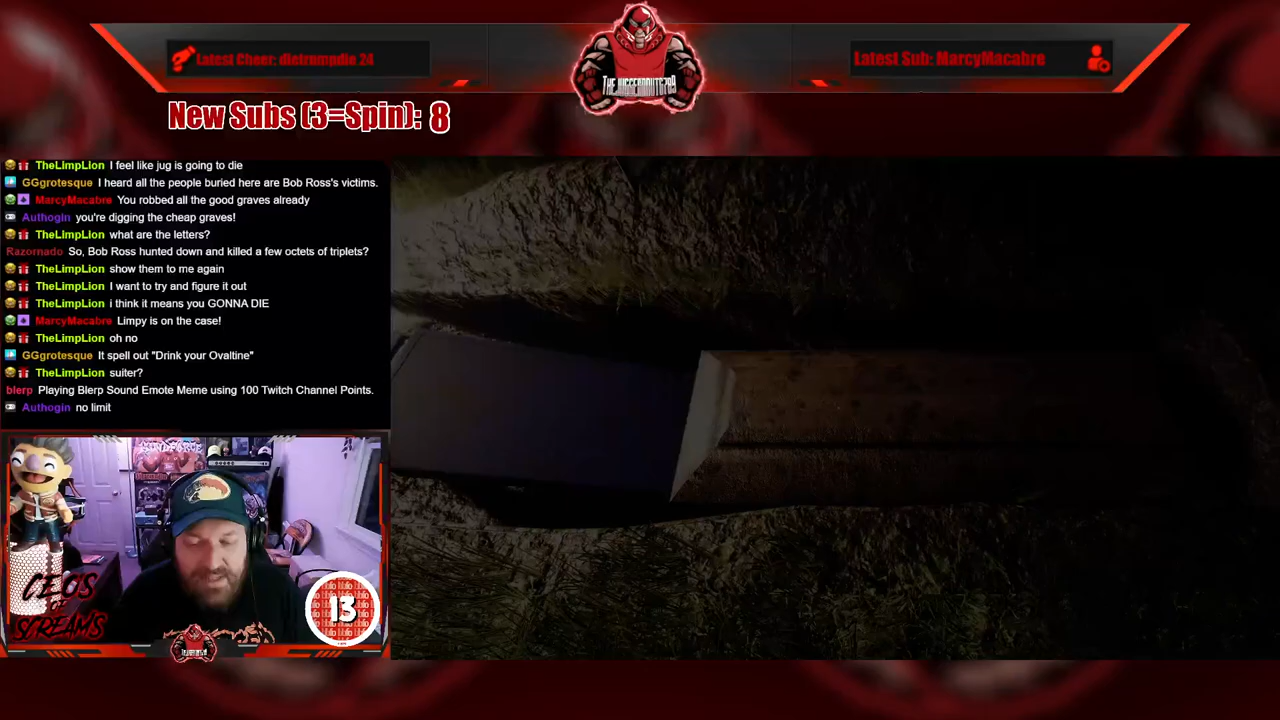 Latest Cheer: dietrnmpdie 24
THEJUGGERNAUT6789
Latest Sub: MarcyMacabre
New Subs (3=Spin): 8
TheLimpLion I feel like jug is going to die
GGgrotesque I heard all the people buried here are Bob Ross's victims.
MarcyMacabre You robbed all the good graves already
Authogin you're digging the cheap graves!
TheLimpLion what are the letters?
Razornado So, Bob Ross hunted down and killed a few octets of triplets?
TheLimpLion show them to me again
TheLimpLion I want to try and figure it out
TheLimpLion i think it means you GONNA DIE
MarcyMacabre Limpy is on the case!
TheLimpLion oh no
GGgrotesque It spell out "Drink your Ovaltine"
TheLimpLion suiter?
blerp Playing Blerp Sound Emote Meme using 100 Twitch Channel Points.
Authogin no limit
CEO'S
OF
SCREAMS
13